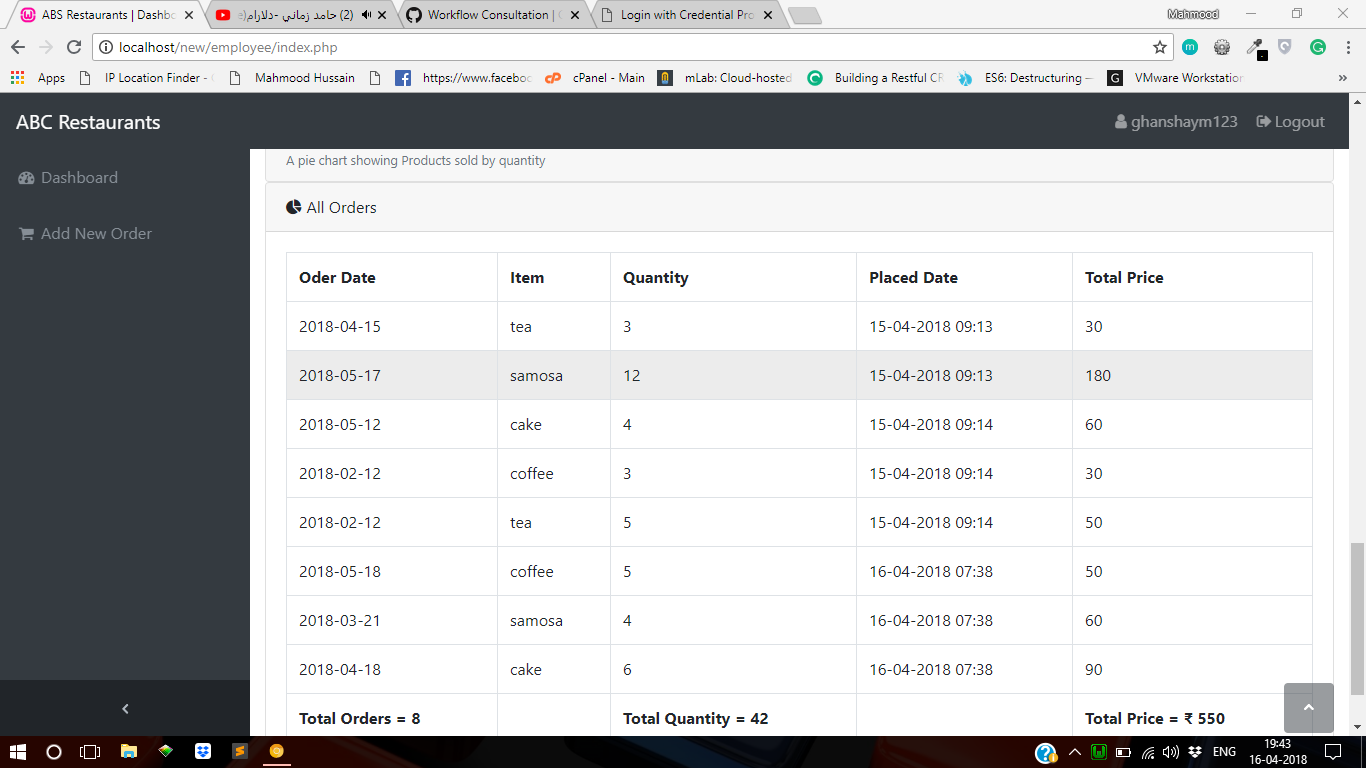 ABS Restaurants | Dashbo
(2) حامد زماني -دلارام(e
Workflow Consultation | 
Login with Credential Pro
Mahmood
localhost/new/employee/index.php
Apps
IP Location Finder -
Mahmood Hussain
https://www.faceboo
cPanel - Main
mLab: Cloud-hosted
Building a Restful CR
ES6: Destructuring —
VMware Workstation
»
ABC Restaurants
ghanshaym123
Logout
Dashboard
Add New Order
A pie chart showing Products sold by quantity
All Orders
Oder Date Item Quantity Placed Date Total Price
2018-04-15 tea 3 15-04-2018 09:13 30
2018-05-17 samosa 12 15-04-2018 09:13 180
2018-05-12 cake 4 15-04-2018 09:14 60
2018-02-12 coffee 3 15-04-2018 09:14 30
2018-02-12 tea 5 15-04-2018 09:14 50
2018-05-18 coffee 5 16-04-2018 07:38 50
2018-03-21 samosa 4 16-04-2018 07:38 60
2018-04-18 cake 6 16-04-2018 07:38 90
Total Orders = 8 Total Quantity = 42 Total Price = ₹ 550
ENG
19:43
16-04-2018